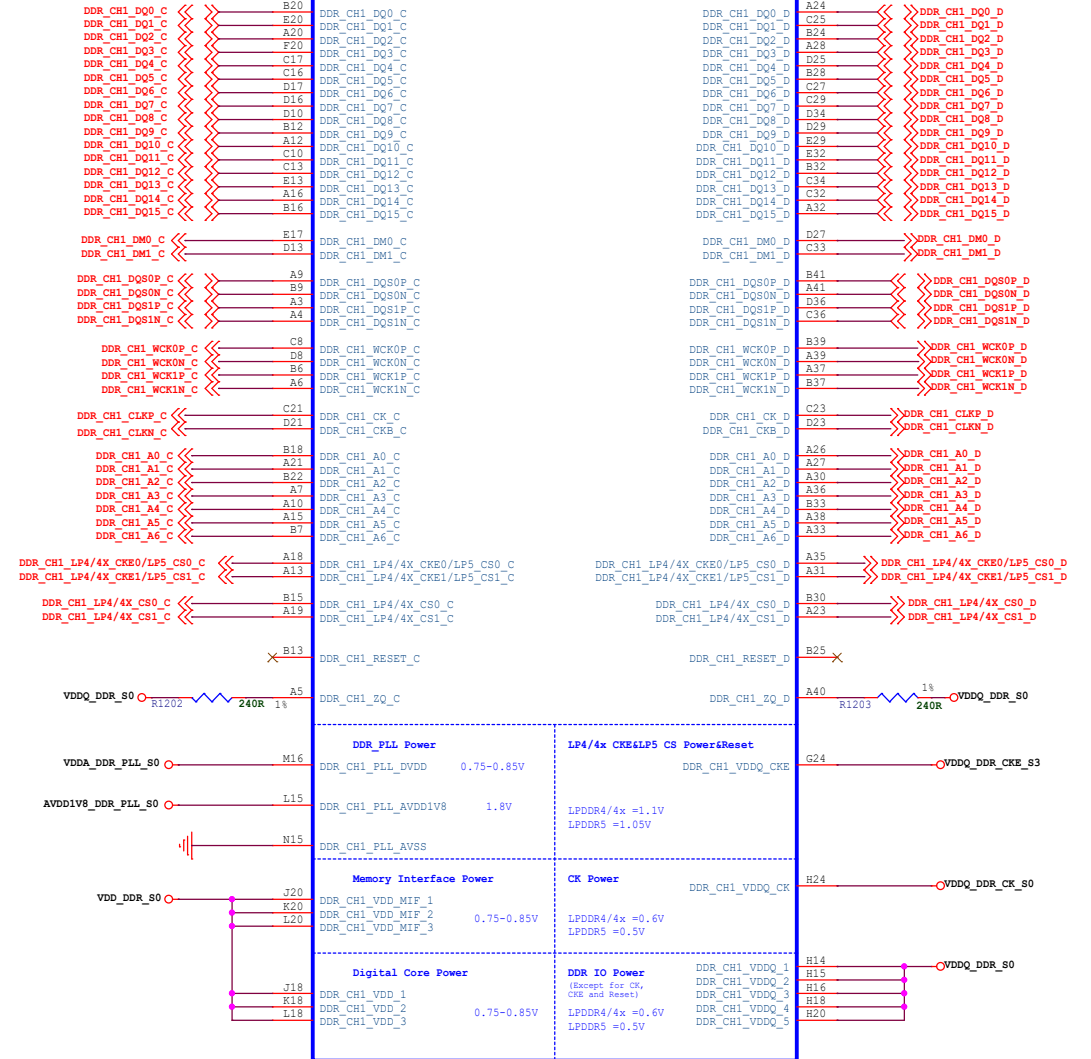 DDR_CH1_DQ0_C B20 DDR_CH1_DQ0_C DDR_CH1_DQ0_D A24 DDR_CH1_DQ0_D
DDR_CH1_DQ1_C E20 DDR_CH1_DQ1_C DDR_CH1_DQ1_D C25 DDR_CH1_DQ1_D
DDR_CH1_DQ2_C A20 DDR_CH1_DQ2_C DDR_CH1_DQ2_D B24 DDR_CH1_DQ2_D
DDR_CH1_DQ3_C F20 DDR_CH1_DQ3_C DDR_CH1_DQ3_D A28 DDR_CH1_DQ3_D
DDR_CH1_DQ4_C C17 DDR_CH1_DQ4_C DDR_CH1_DQ4_D D25 DDR_CH1_DQ4_D
DDR_CH1_DQ5_C C16 DDR_CH1_DQ5_C DDR_CH1_DQ5_D B28 DDR_CH1_DQ5_D
DDR_CH1_DQ6_C D17 DDR_CH1_DQ6_C DDR_CH1_DQ6_D C27 DDR_CH1_DQ6_D
DDR_CH1_DQ7_C D16 DDR_CH1_DQ7_C DDR_CH1_DQ7_D C29 DDR_CH1_DQ7_D
DDR_CH1_DQ8_C D10 DDR_CH1_DQ8_C DDR_CH1_DQ8_D D34 DDR_CH1_DQ8_D
DDR_CH1_DQ9_C B12 DDR_CH1_DQ9_C DDR_CH1_DQ9_D D29 DDR_CH1_DQ9_D
DDR_CH1_DQ10_C A12 DDR_CH1_DQ10_C DDR_CH1_DQ10_D E29 DDR_CH1_DQ10_D
DDR_CH1_DQ11_C C10 DDR_CH1_DQ11_C DDR_CH1_DQ11_D E32 DDR_CH1_DQ11_D
DDR_CH1_DQ12_C C13 DDR_CH1_DQ12_C DDR_CH1_DQ12_D B32 DDR_CH1_DQ12_D
DDR_CH1_DQ13_C E13 DDR_CH1_DQ13_C DDR_CH1_DQ13_D C34 DDR_CH1_DQ13_D
DDR_CH1_DQ14_C A16 DDR_CH1_DQ14_C DDR_CH1_DQ14_D C32 DDR_CH1_DQ14_D
DDR_CH1_DQ15_C B16 DDR_CH1_DQ15_C DDR_CH1_DQ15_D A32 DDR_CH1_DQ15_D
DDR_CH1_DM0_C E17 DDR_CH1_DM0_C DDR_CH1_DM0_D D27 DDR_CH1_DM0_D
DDR_CH1_DM1_C D13 DDR_CH1_DM1_C DDR_CH1_DM1_D C33 DDR_CH1_DM1_D
DDR_CH1_DQS0P_C A9 DDR_CH1_DQS0P_C DDR_CH1_DQS0P_D B41 DDR_CH1_DQS0P_D
DDR_CH1_DQS0N_C B9 DDR_CH1_DQS0N_C DDR_CH1_DQS0N_D A41 DDR_CH1_DQS0N_D
DDR_CH1_DQS1P_C A3 DDR_CH1_DQS1P_C DDR_CH1_DQS1P_D D36 DDR_CH1_DQS1P_D
DDR_CH1_DQS1N_C A4 DDR_CH1_DQS1N_C DDR_CH1_DQS1N_D C36 DDR_CH1_DQS1N_D
DDR_CH1_WCK0P_C C8 DDR_CH1_WCK0P_C DDR_CH1_WCK0P_D B39 DDR_CH1_WCK0P_D
DDR_CH1_WCK0N_C D8 DDR_CH1_WCK0N_C DDR_CH1_WCK0N_D A39 DDR_CH1_WCK0N_D
DDR_CH1_WCK1P_C B6 DDR_CH1_WCK1P_C DDR_CH1_WCK1P_D A37 DDR_CH1_WCK1P_D
DDR_CH1_WCK1N_C A6 DDR_CH1_WCK1N_C DDR_CH1_WCK1N_D B37 DDR_CH1_WCK1N_D
DDR_CH1_CLKP_C C21 DDR_CH1_CK_C DDR_CH1_CK_D C23 DDR_CH1_CLKP_D
DDR_CH1_CLKN_C D21 DDR_CH1_CKB_C DDR_CH1_CKB_D D23 DDR_CH1_CLKN_D
DDR_CH1_A0_C B18 DDR_CH1_A0_C DDR_CH1_A0_D A26 DDR_CH1_A0_D
DDR_CH1_A1_C A21 DDR_CH1_A1_C DDR_CH1_A1_D A27 DDR_CH1_A1_D
DDR_CH1_A2_C B22 DDR_CH1_A2_C DDR_CH1_A2_D A30 DDR_CH1_A2_D
DDR_CH1_A3_C A7 DDR_CH1_A3_C DDR_CH1_A3_D A36 DDR_CH1_A3_D
DDR_CH1_A4_C A10 DDR_CH1_A4_C DDR_CH1_A4_D B33 DDR_CH1_A4_D
DDR_CH1_A5_C A15 DDR_CH1_A5_C DDR_CH1_A5_D A38 DDR_CH1_A5_D
DDR_CH1_A6_C B7 DDR_CH1_A6_C DDR_CH1_A6_D A33 DDR_CH1_A6_D
DDR_CH1_LP4/4X_CKE0/LP5_CS0_C A18 DDR_CH1_LP4/4X_CKE0/LP5_CS0_C DDR_CH1_LP4/4X_CKE0/LP5_CS0_D A35 DDR_CH1_LP4/4X_CKE0/LP5_CS0_D
DDR_CH1_LP4/4X_CKE1/LP5_CS1_C A13 DDR_CH1_LP4/4X_CKE1/LP5_CS1_C DDR_CH1_LP4/4X_CKE1/LP5_CS1_D A31 DDR_CH1_LP4/4X_CKE1/LP5_CS1_D
DDR_CH1_LP4/4X_CS0_C B15 DDR_CH1_LP4/4X_CS0_C DDR_CH1_LP4/4X_CS0_D B30 DDR_CH1_LP4/4X_CS0_D
DDR_CH1_LP4/4X_CS1_C A19 DDR_CH1_LP4/4X_CS1_C DDR_CH1_LP4/4X_CS1_D A23 DDR_CH1_LP4/4X_CS1_D
B13 DDR_CH1_RESET_C DDR_CH1_RESET_D B25
VDDQ_DDR_S0 R1202 240R 1% A5 DDR_CH1_ZQ_C DDR_CH1_ZQ_D A40 R1203 1% 240R VDDQ_DDR_S0
DDR_PLL Power LP4/4x CKE&LP5 CS Power&Reset
VDDA_DDR_PLL_S0 M16 DDR_CH1_PLL_DVDD 0.75-0.85V DDR_CH1_VDDQ_CKE G24 VDDQ_DDR_CKE_S3
AVDD1V8_DDR_PLL_S0 L15 DDR_CH1_PLL_AVDD1V8 1.8V LPDDR4/4x =1.1V
LPDDR5 =1.05V
N15 DDR_CH1_PLL_AVSS
Memory Interface Power CK Power
DDR_CH1_VDDQ_CK H24 VDDQ_DDR_CK_S0
VDD_DDR_S0 J20 DDR_CH1_VDD_MIF_1
K20 DDR_CH1_VDD_MIF_2 0.75-0.85V LPDDR4/4x =0.6V
L20 DDR_CH1_VDD_MIF_3 LPDDR5 =0.5V
Digital Core Power DDR IO Power DDR_CH1_VDDQ_1 H14 VDDQ_DDR_S0
(Except for CK, DDR_CH1_VDDQ_2 H15
J18 DDR_CH1_VDD_1 CKE and Reset) DDR_CH1_VDDQ_3 H16
K18 DDR_CH1_VDD_2 0.75-0.85V LPDDR4/4x =0.6V DDR_CH1_VDDQ_4 H18
L18 DDR_CH1_VDD_3 LPDDR5 =0.5V DDR_CH1_VDDQ_5 H20